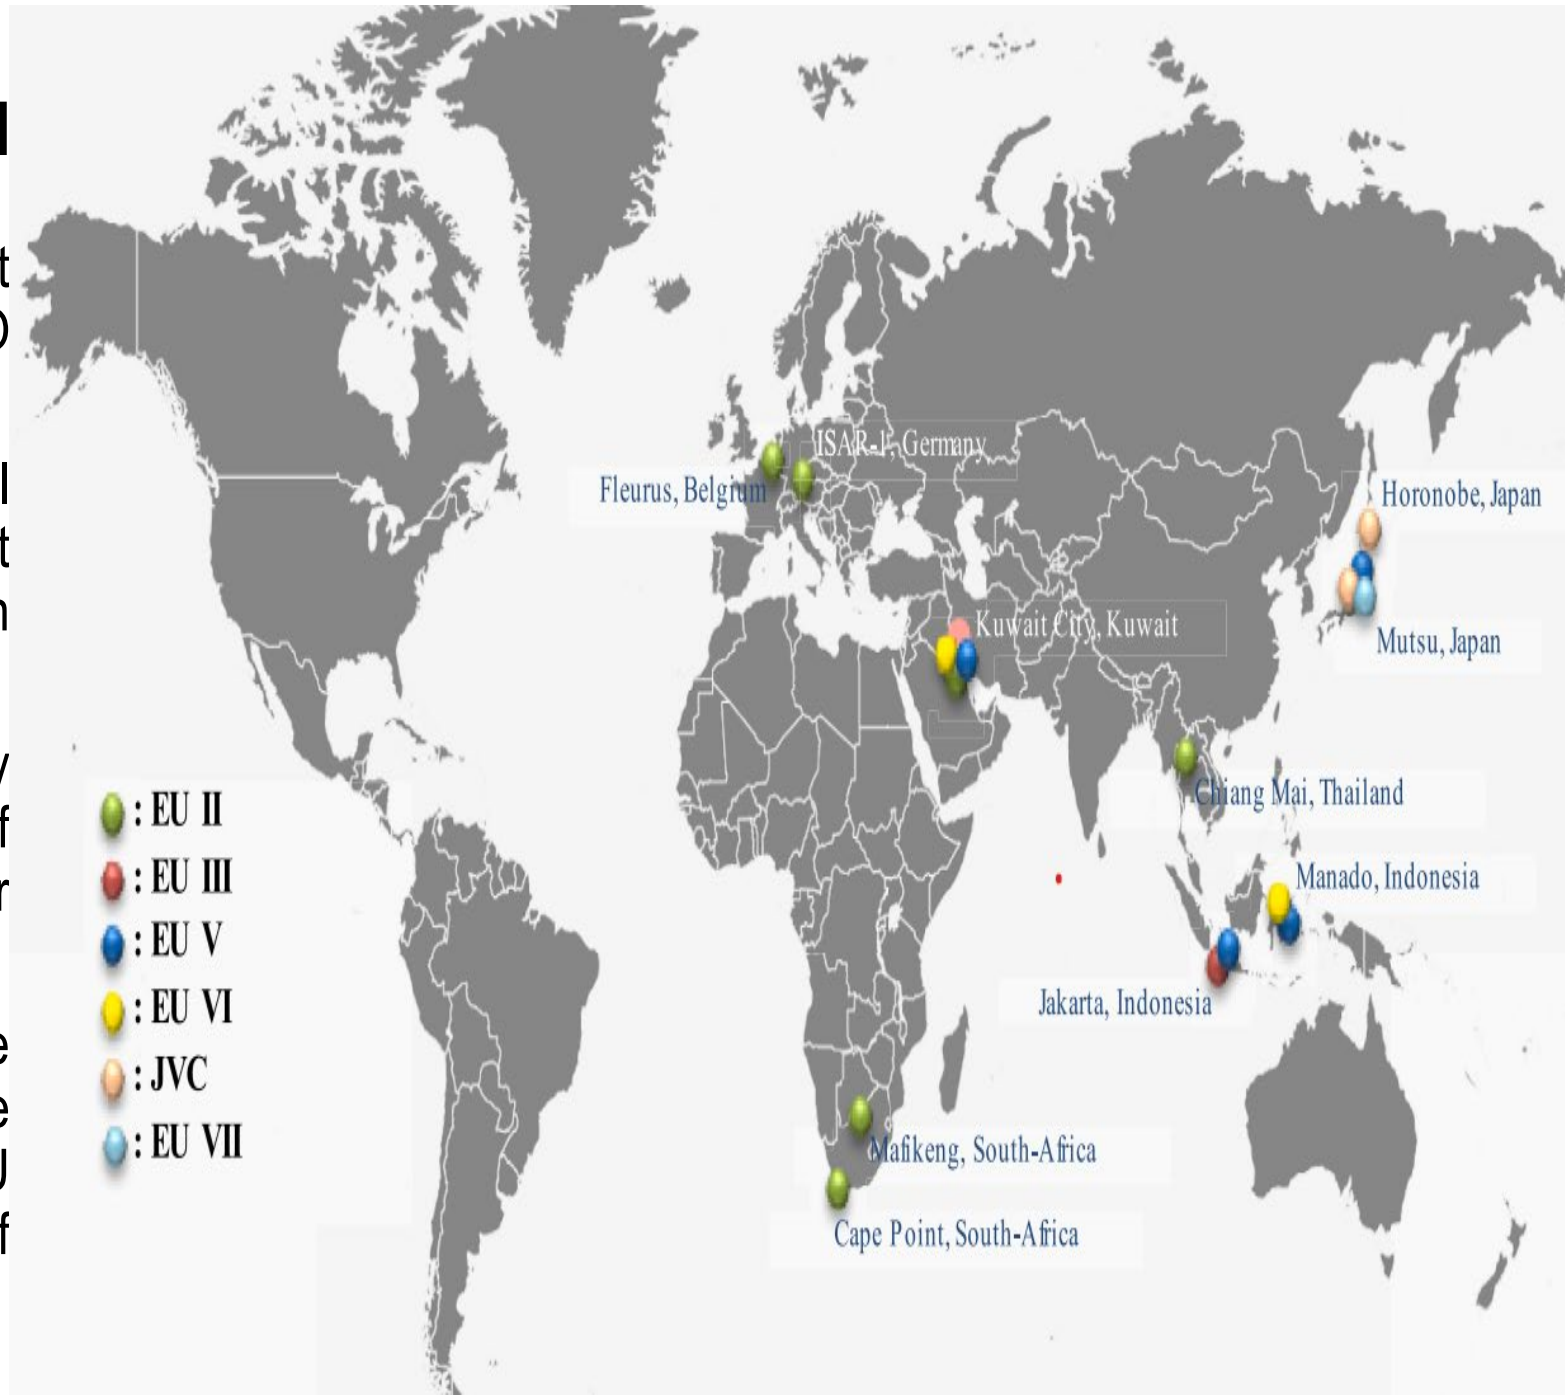 ISAR-1, Germany
Fleurus, Belgium
Horonobe, Japan
Kuwait City, Kuwait
Mutsu, Japan
Chiang Mai, Thailand
Manado, Indonesia
Jakarta, Indonesia
Mafikeng, South-Africa
Cape Point, South-Africa
: EU II
: EU III
: EU V
: EU VI
: JVC
: EU VII